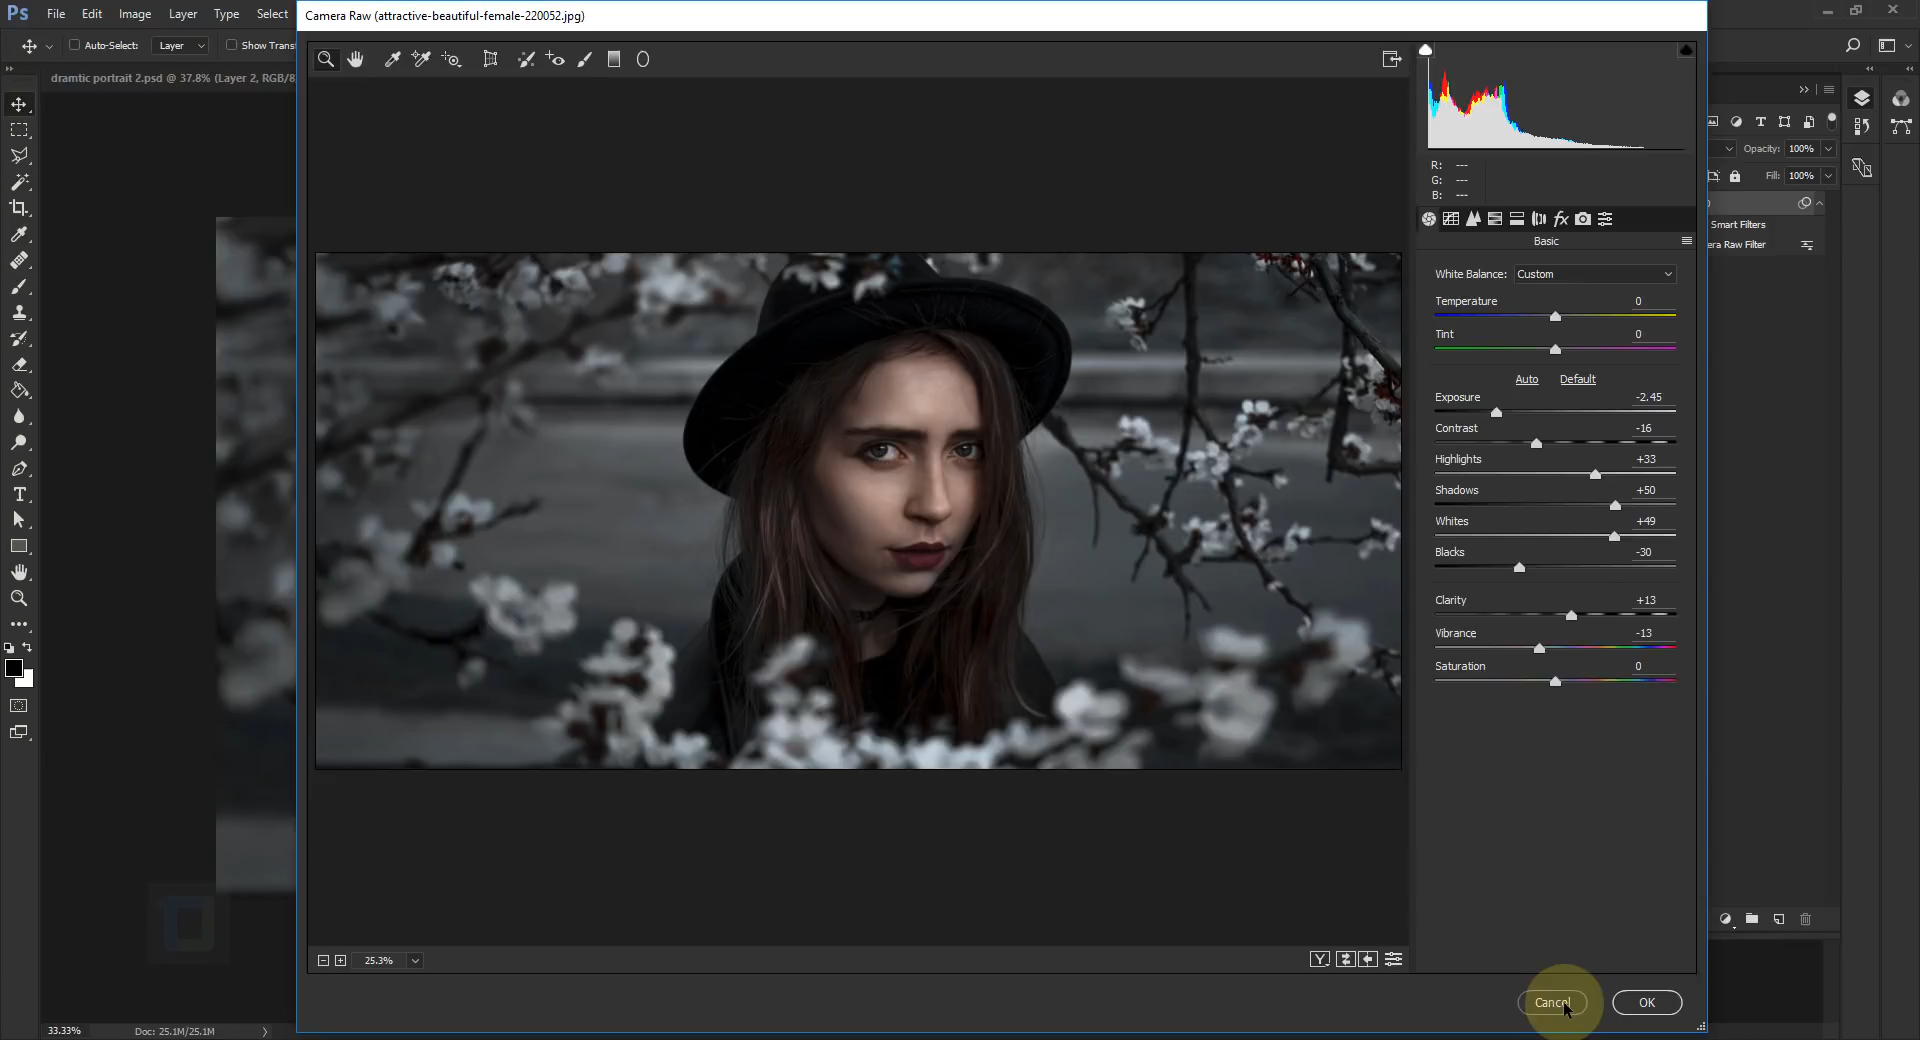 Ps File Edit Image Layer Type Select
Camera Raw (attractive-beautiful-female-220052.jpg)
Auto-Select: Layer Show Transf
dramtic portrait 2.psd @ 37.8% (Layer 2, RGB/8
R: ---
G: ---
B: ---
Opacity: 100%
Fill: 100%
Smart Filters
era Raw Filter
fx
Basic
White Balance: Custom
Temperature 0
Tint 0
Auto Default
Exposure -2.45
Contrast -16
Highlights +33
Shadows +50
Whites +49
Blacks -30
Clarity +13
Vibrance -13
Saturation 0
25.3%
Y
Cancel OK
33.33% Doc: 25.1M/25.1M